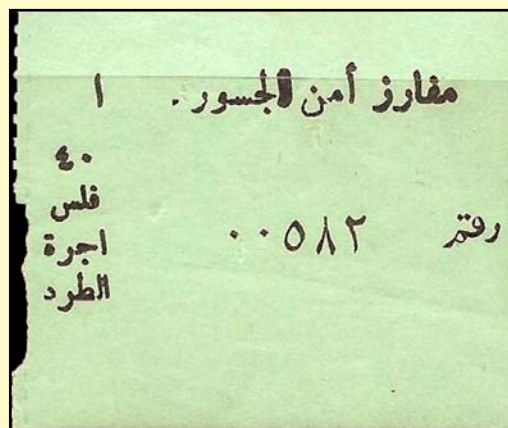 مفارز أمن الجسور. ١
٤٠
فلس
اجرة
الطرد
رقم ٠٠٥٨٢